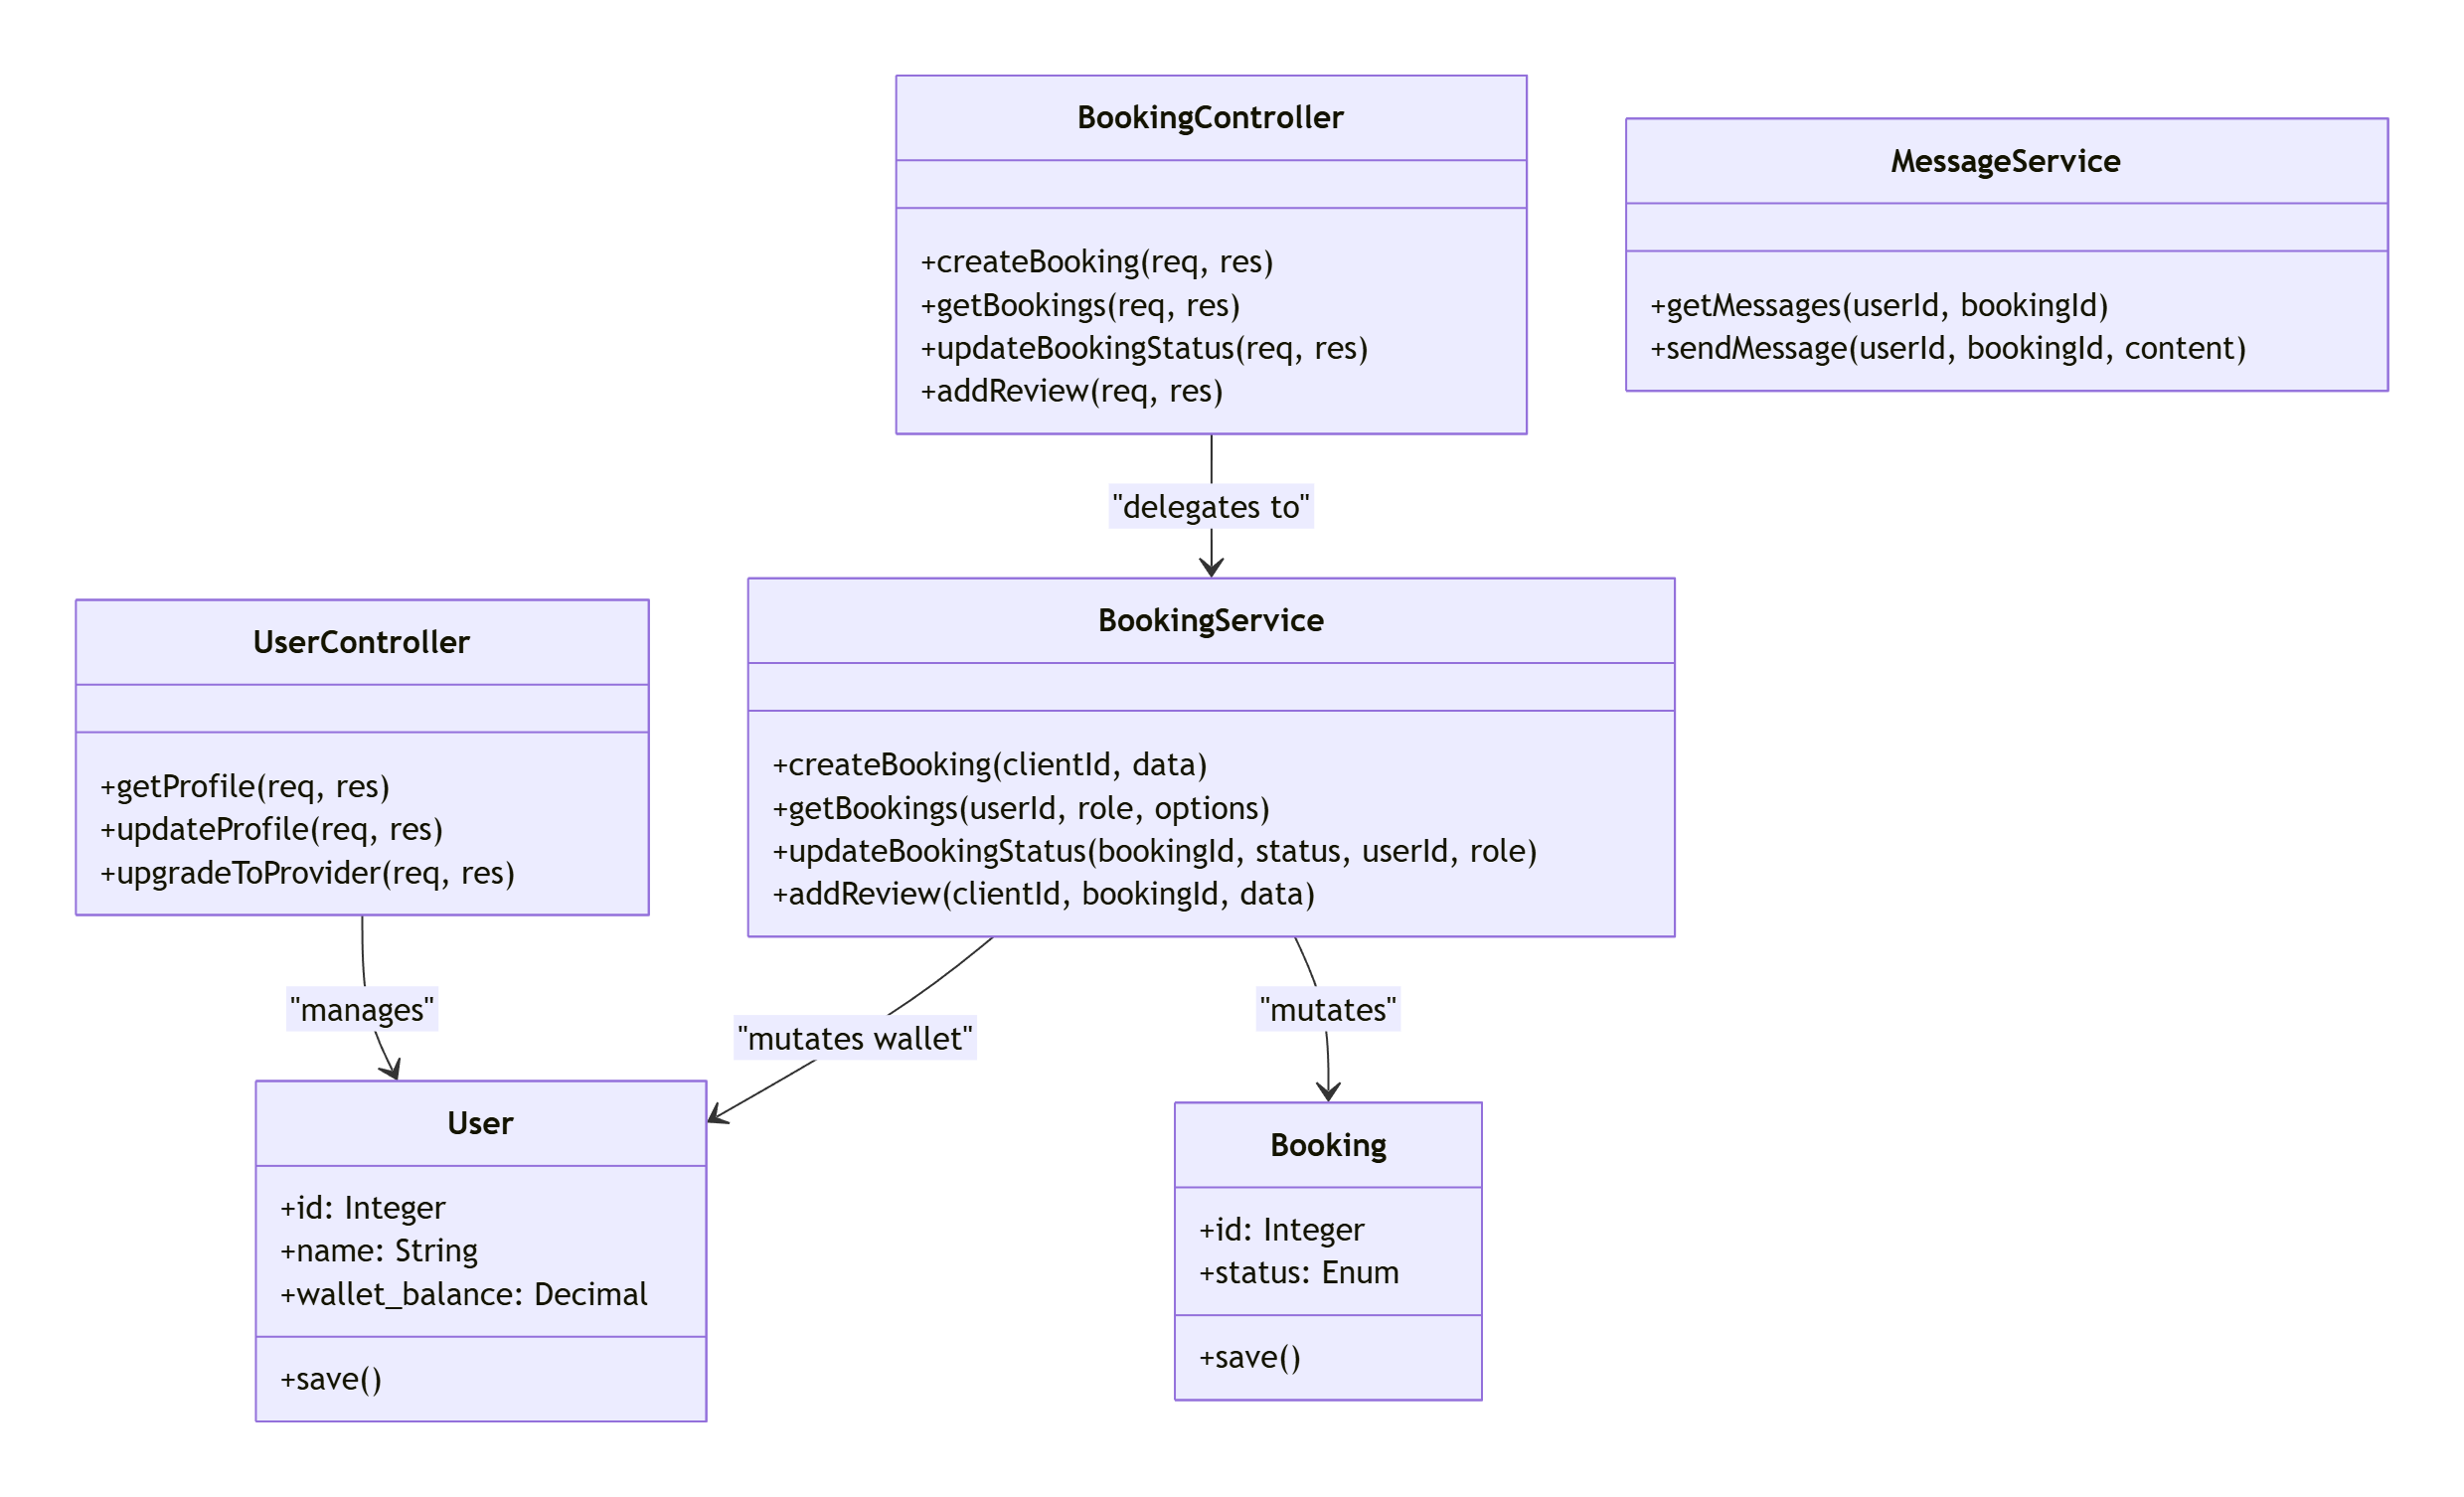 BookingController
+createBooking(req, res)
+getBookings(req, res)
+updateBookingStatus(req, res)
+addReview(req, res)
MessageService
+getMessages(userId, bookingId)
+sendMessage(userId, bookingId, content)
"delegates to"
UserController
+getProfile(req, res)
+updateProfile(req, res)
+upgradeToProvider(req, res)
BookingService
+createBooking(clientId, data)
+getBookings(userId, role, options)
+updateBookingStatus(bookingId, status, userId, role)
+addReview(clientId, bookingId, data)
"manages"
"mutates wallet"
"mutates"
User
+id: Integer
+name: String
+wallet_balance: Decimal
+save()
Booking
+id: Integer
+status: Enum
+save()